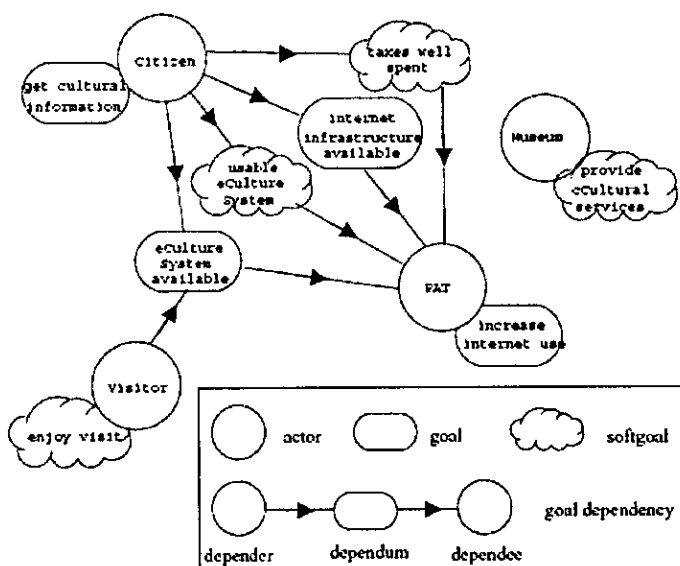 Citizen
taxes well
spent
get cultural
information
internet
infrastructure
available
Museum
usable
eCulture
System
provide
eCultural
services
eCulture
System
available
PAT
increase
internet use
Visitor
enjoy visit
actor
goal
softgoal
goal dependency
depender
dependum
dependee